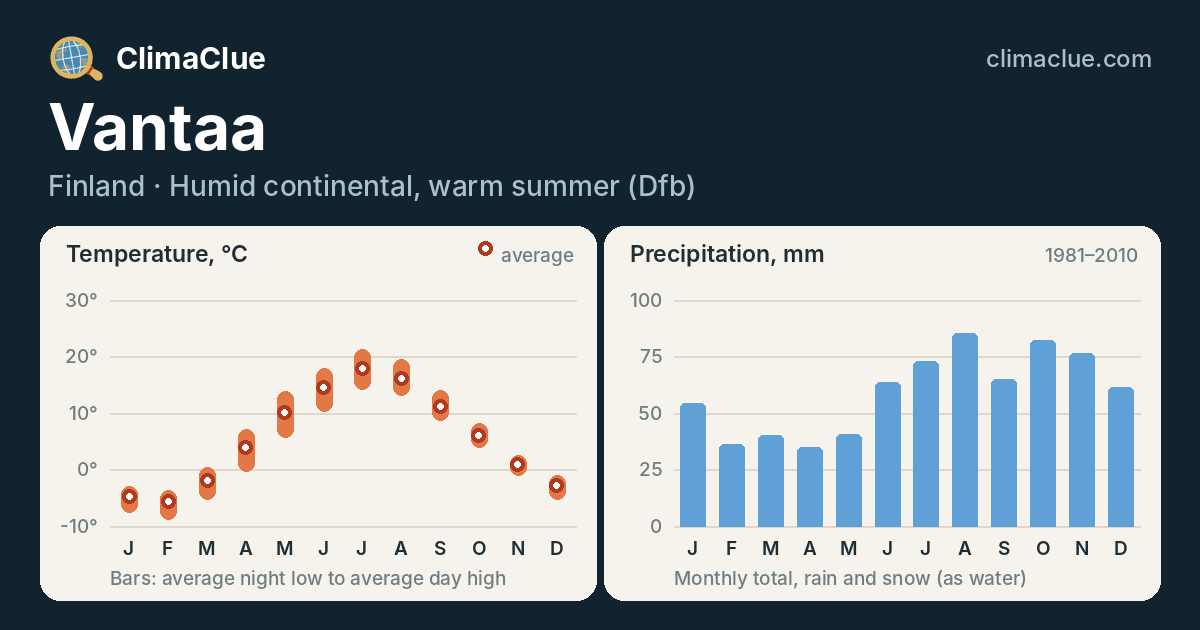 ClimaClue
climaclue.com
Vantaa
Finland · Humid continental, warm summer (Dfb)
Temperature, °C
average
30°
20°
10°
0°
-10°
J F M A M J J A S O N D
Bars: average night low to average day high
Precipitation, mm
1981–2010
100
75
50
25
0
J F M A M J J A S O N D
Monthly total, rain and snow (as water)